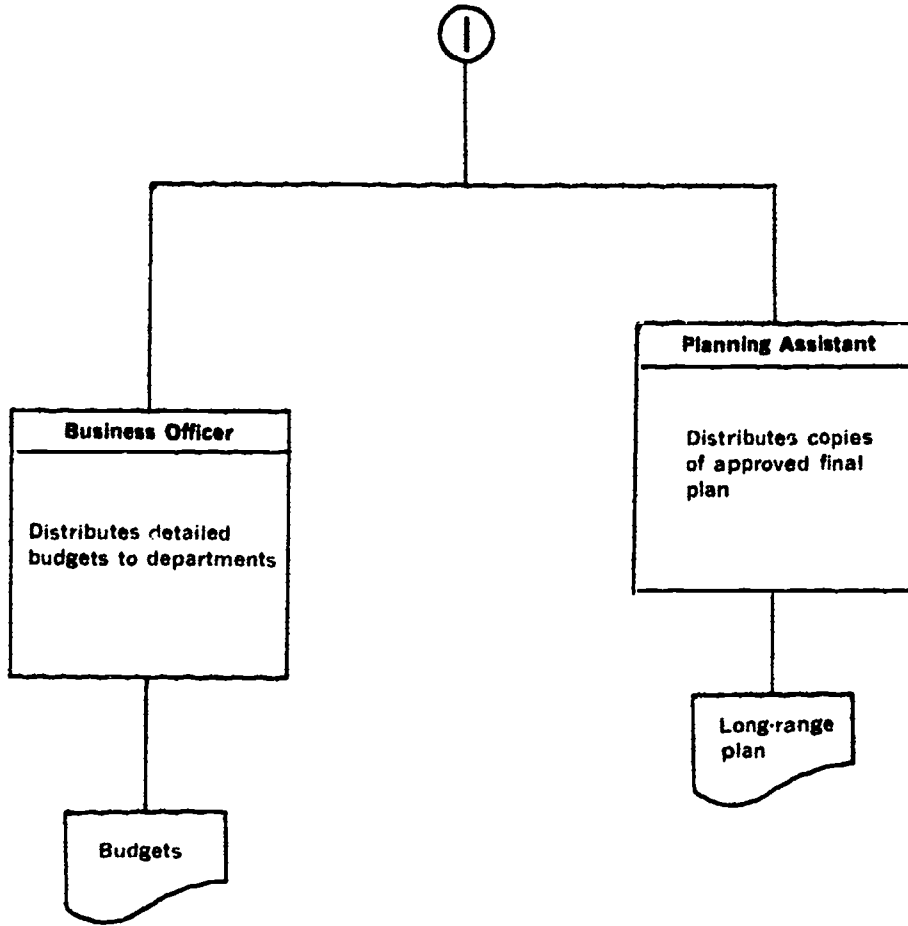 I
Business Officer
Distributes detailed
budgets to departments
Budgets
Planning Assistant
Distributes copies
of approved final
plan
Long-range
plan